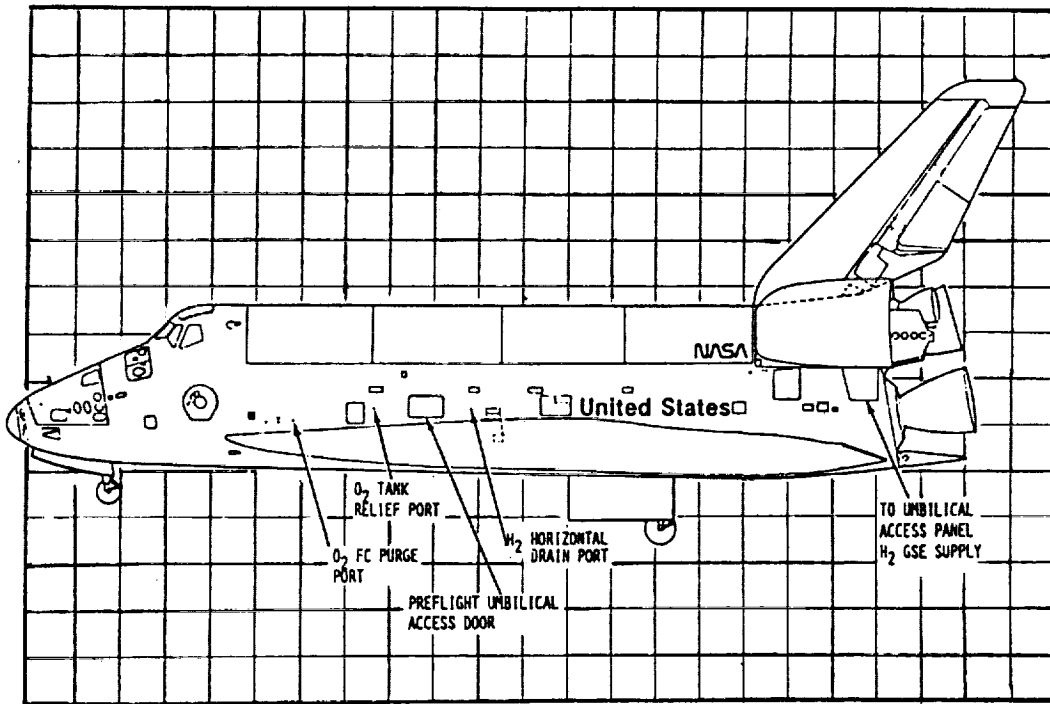 NASA
United States
O₂ TANK
RELIEF PORT
O₂ FC PURGE
PORT
H₂ HORIZONTAL
DRAIN PORT
PREFLIGHT UMBILICAL
ACCESS DOOR
TO UMBILICAL
ACCESS PANEL
H₂ GSE SUPPLY